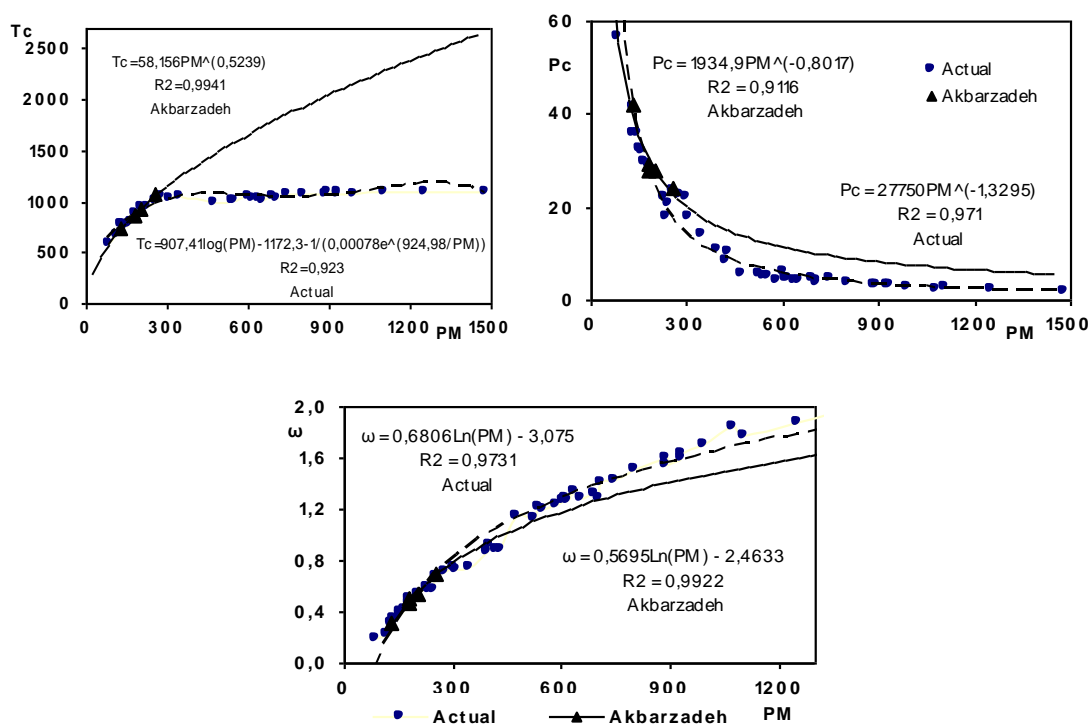 Tc
2500
2000
1500
1000
500
0
0
300
600
900
1200
1500
PM
Tc=58,156PM^(0,5239)
R2=0,9941
Akbarzadeh
Tc=907,41log(PM)-1172,3-1/(0,00078e^(924,98/PM))
R2=0,923
Actual
60
Pc
40
20
0
0
300
600
900
1200
1500
PM
Pc = 1934,9PM^(-0,8017)
R2 = 0,9116
Akbarzadeh
Actual
Akbarzadeh
Pc = 27750PM^(-1,3295)
R2 = 0,971
Actual
2,0
ω
1,6
1,2
0,8
0,4
0,0
0
300
600
900
1200
PM
ω = 0,6806Ln(PM) - 3,075
R2 = 0,9731
Actual
ω = 0,5695Ln(PM) - 2,4633
R2 = 0,9922
Akbarzadeh
Actual
Akbarzadeh